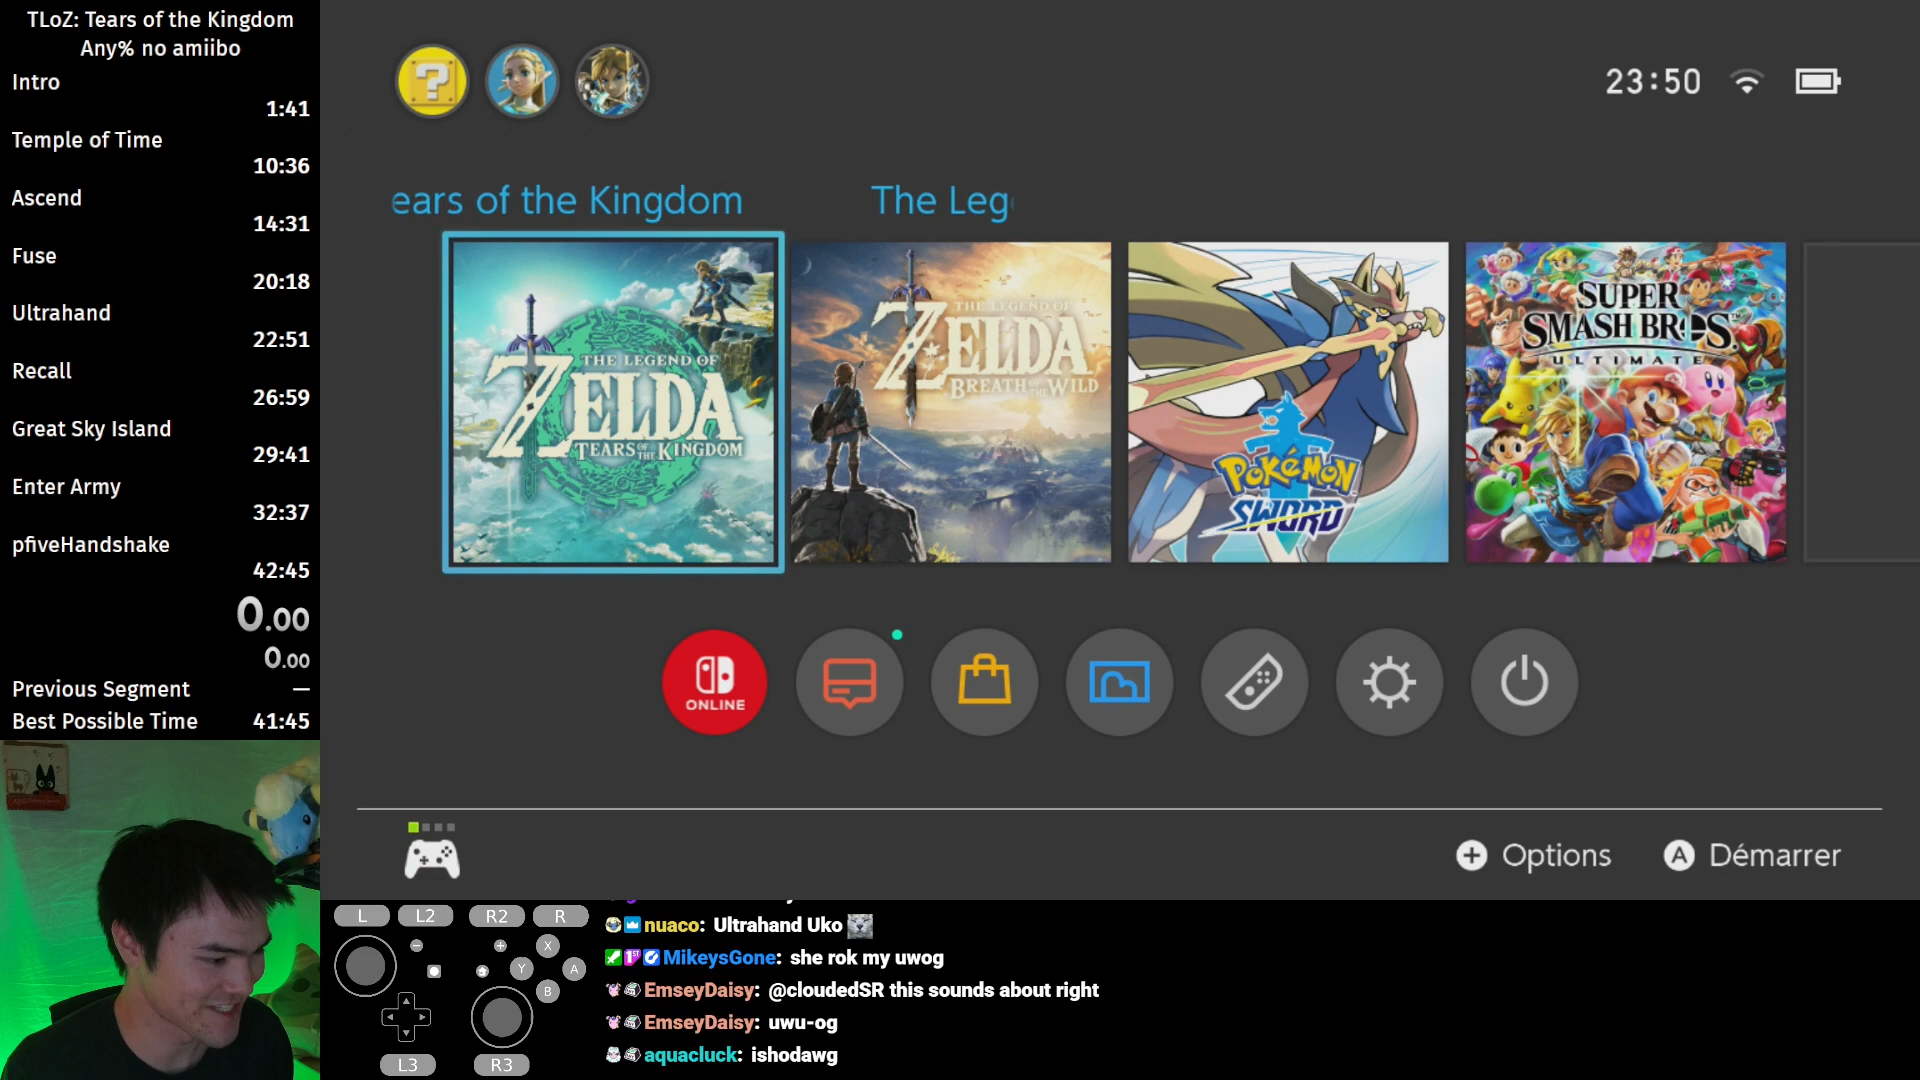 TLoZ: Tears of the Kingdom
Any% no amiibo
Intro
1:41
Temple of Time
10:36
Ascend
14:31
Fuse
20:18
Ultrahand
22:51
Recall
26:59
Great Sky Island
29:41
Enter Army
32:37
pfiveHandshake
42:45
0.00
0.00
Previous Segment —
Best Possible Time 41:45
23:50
ears of the Kingdom
The Leg
THE LEGEND OF
ZELDA
TEARS OF THE KINGDOM
THE LEGEND OF
ZELDA
BREATH OF THE WILD
POKéMON
SWORD
SUPER
SMASH BROS.
ULTIMATE
ONLINE
+ Options
A Démarrer
L L2 R2 R
X
Y
A
B
L3
R3
nuaco: Ultrahand Uko
1ST MikeysGone: she rok my uwog
EmseyDaisy: @cloudedSR this sounds about right
EmseyDaisy: uwu-og
aquacluck: ishodawg